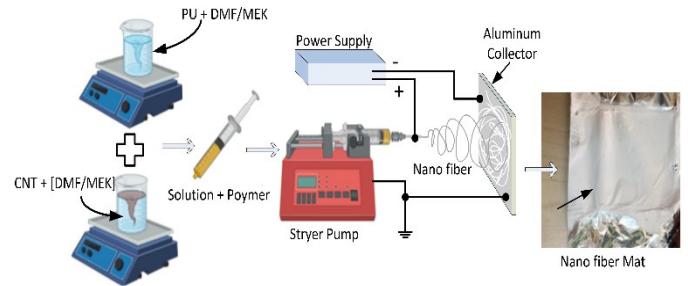 PU + DMF/MEK
CNT + [DMF/MEK]
Solution + Poymer
Power Supply
-
+
Stryer Pump
Nano fiber
Aluminum
Collector
Nano fiber Mat